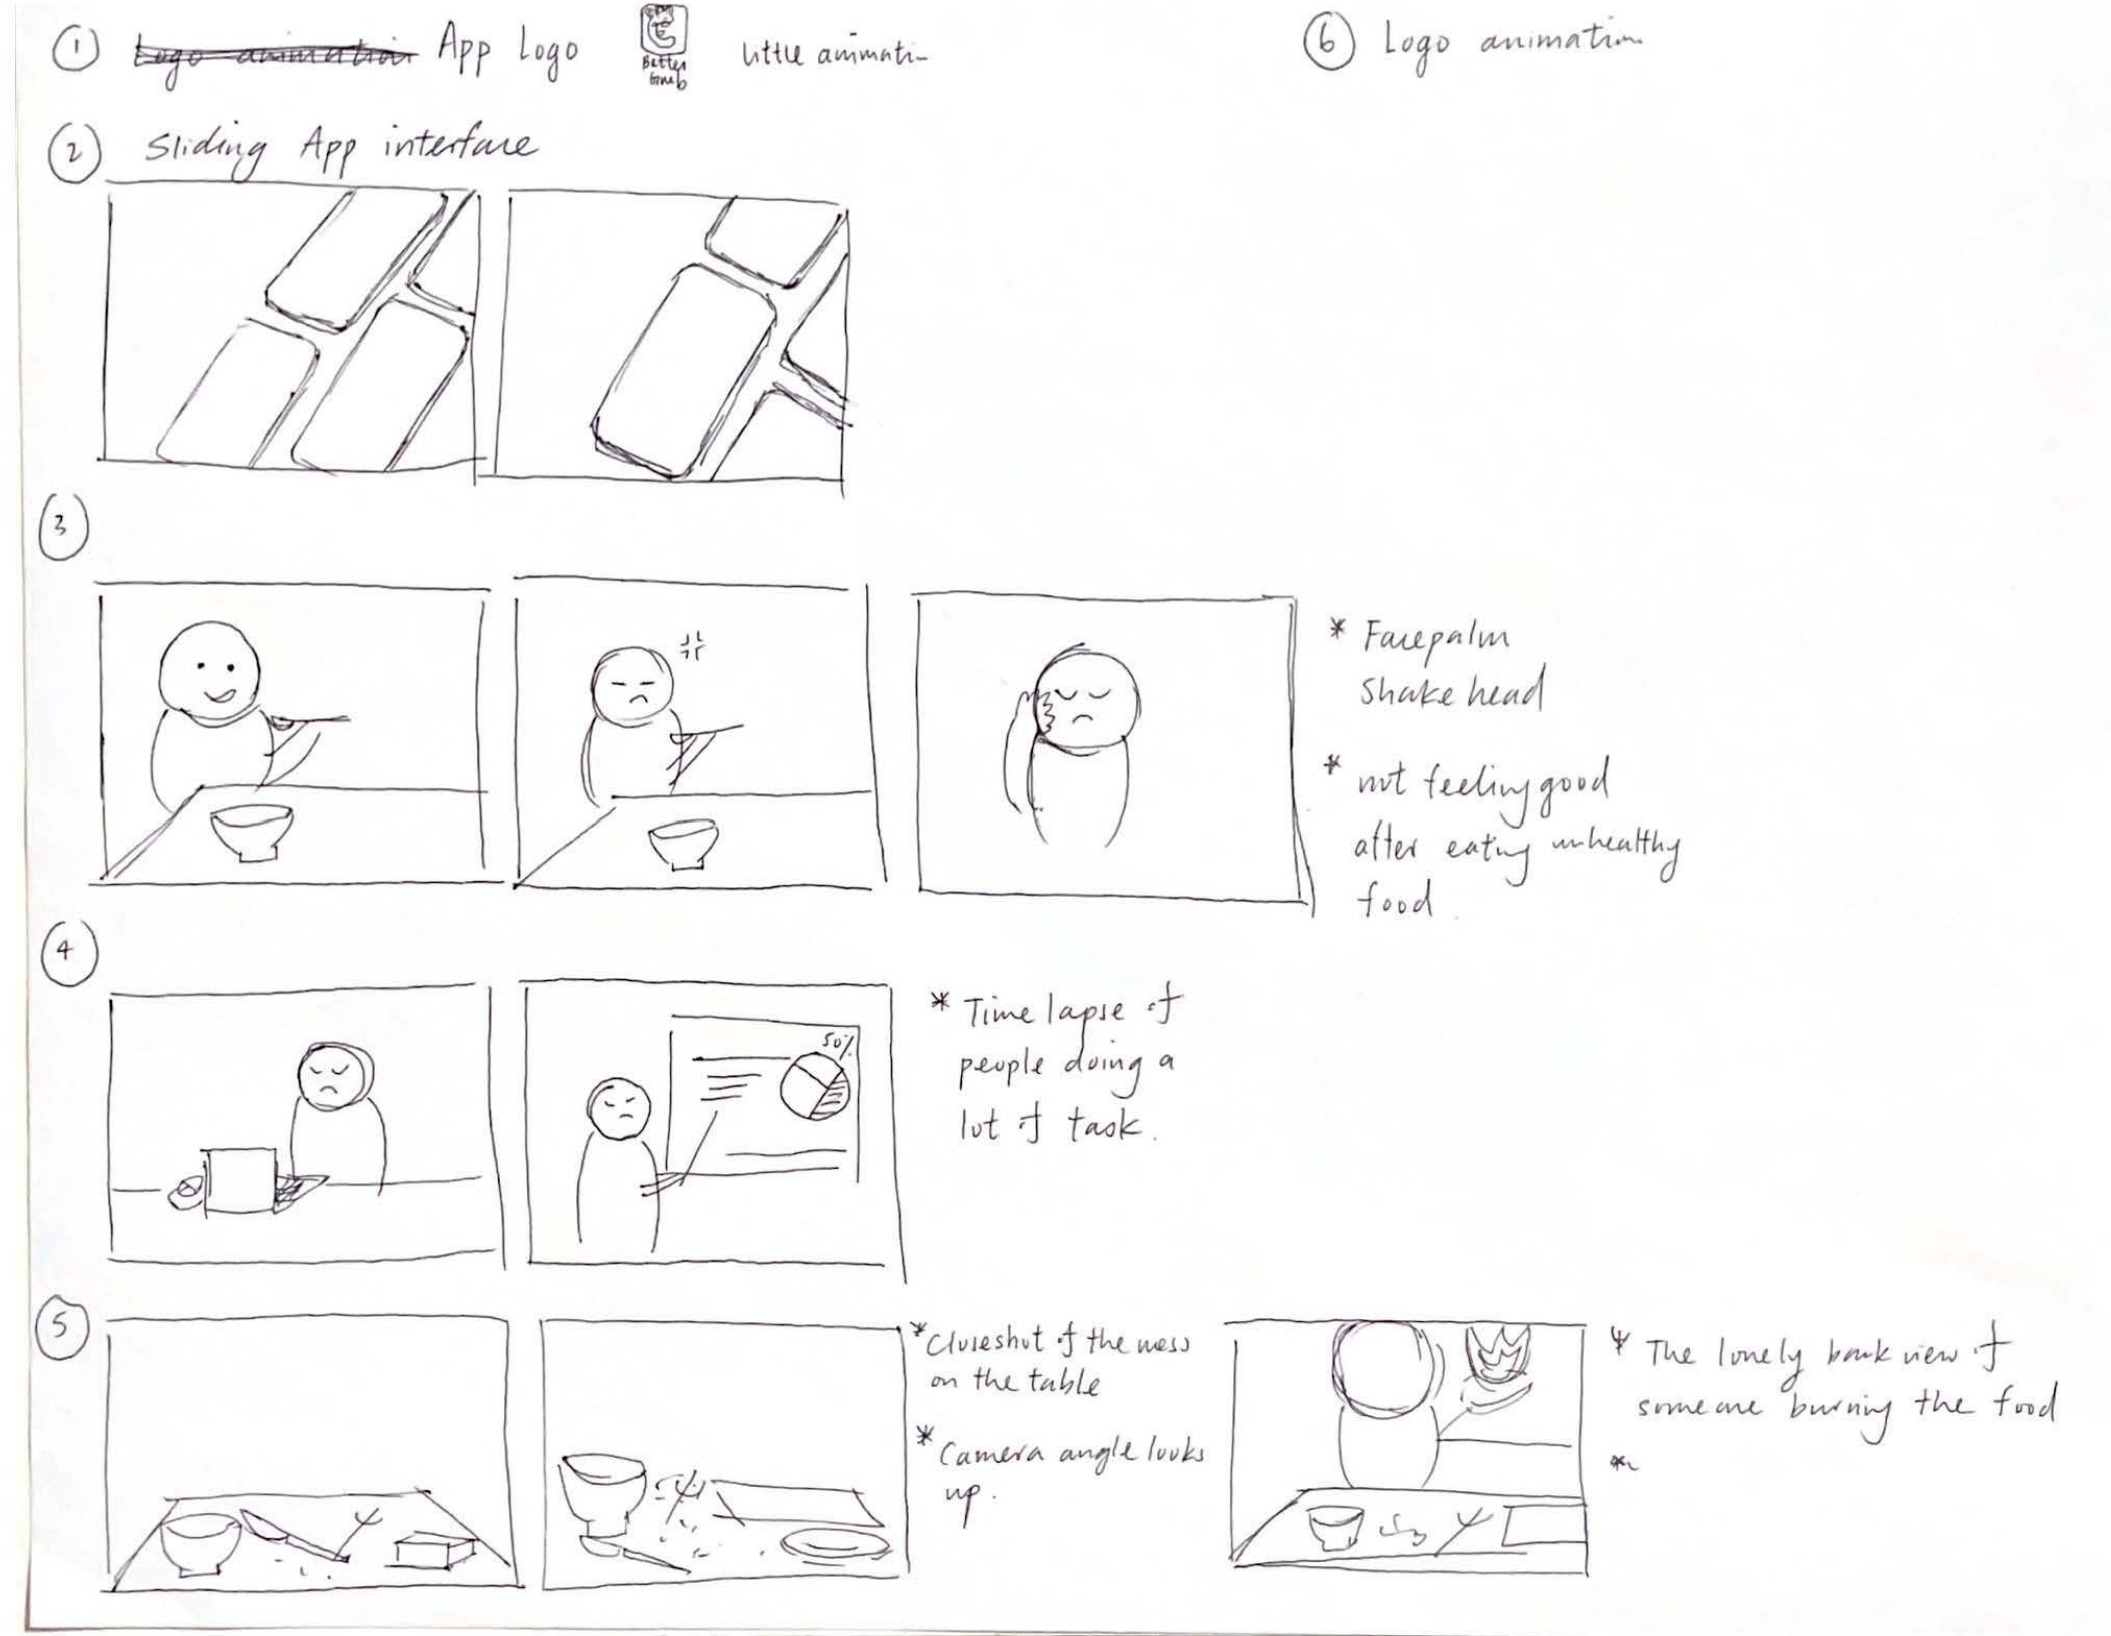 1 Logo animation App Logo
Better
Grub
Little animati
6 Logo animation
2 Sliding App interface
3
* Facepalm
Shake head
* not feeling good
after eating unhealthy
food.
4
50%
* Time lapse of
people doing a
lot of task.
5
* Closeshot of the mess
on the table
* Camera angle looks
up.
* The lonely back view of
someone burning the food
*